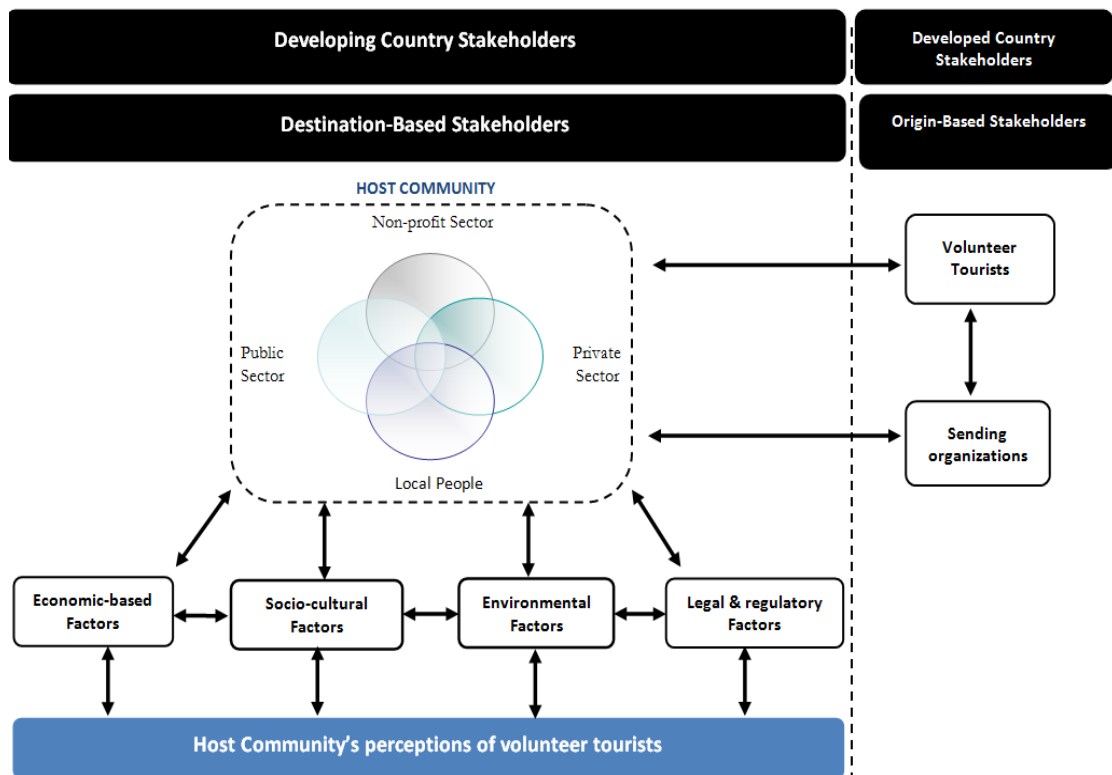 Developing Country Stakeholders
Developed Country
Stakeholders
Destination-Based Stakeholders
Origin-Based Stakeholders
HOST COMMUNITY
Non-profit Sector
Public
Sector
Private
Sector
Local People
Volunteer
Tourists
Sending
organizations
Economic-based
Factors
Socio-cultural
Factors
Environmental
Factors
Legal & regulatory
Factors
Host Community's perceptions of volunteer tourists